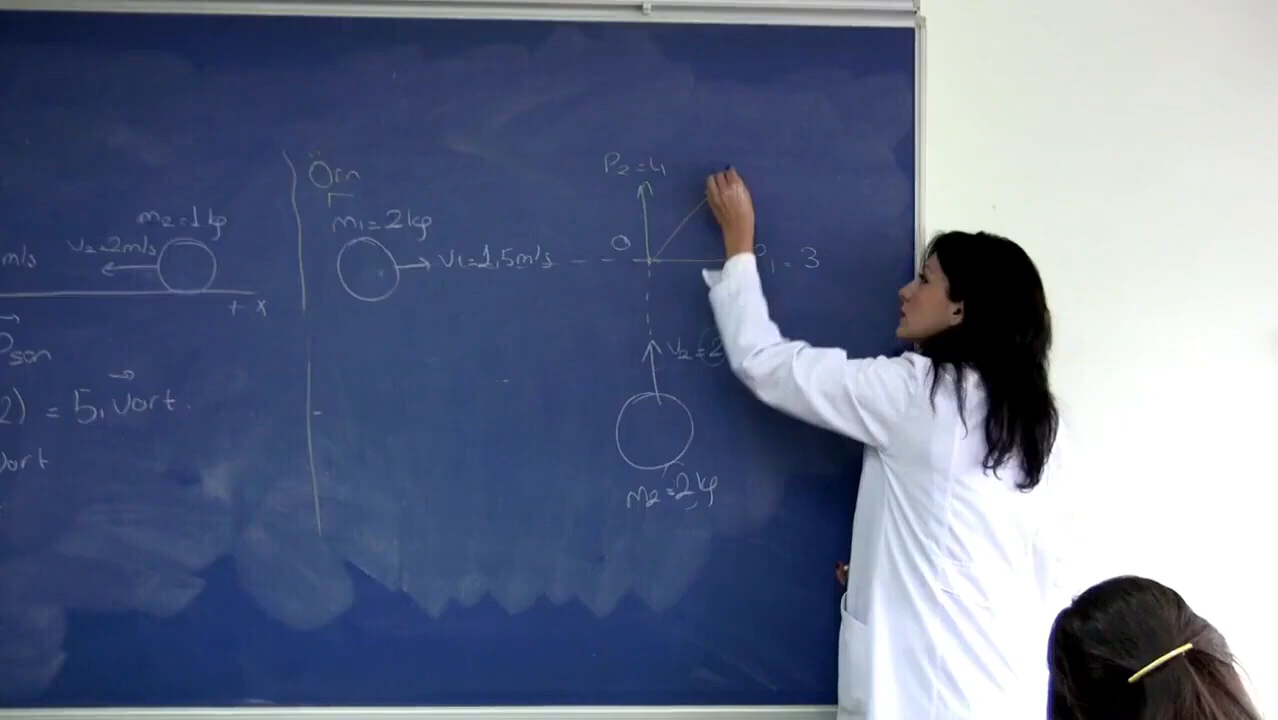 m₂=1kg
v₂=2m/s
m/s
+ x
P son
2) = 5. vort.
vort
Örn
m₁=2kg
v₁=1,5m/s
P₂=4
O
P₁=3
v₂=2
m₂=2kg